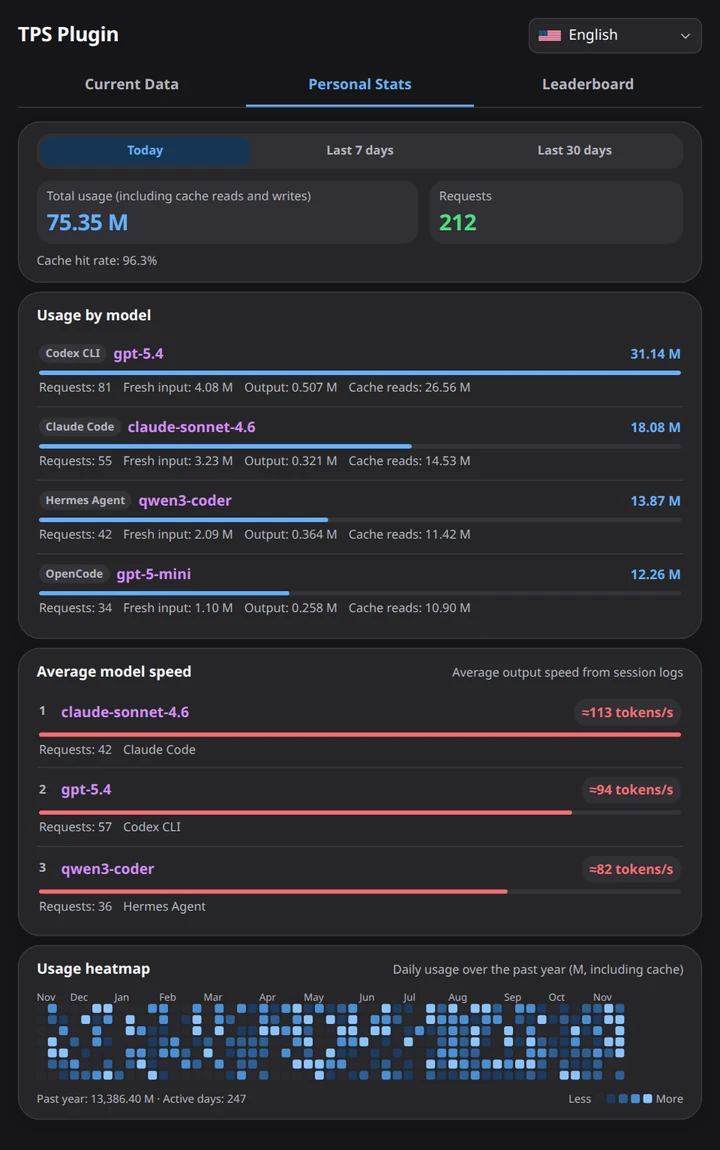 TPS Plugin
English
Current Data Personal Stats Leaderboard
Today Last 7 days Last 30 days
Total usage (including cache reads and writes)
75.35 M
Requests
212
Cache hit rate: 96.3%
Usage by model
Codex CLI gpt-5.4 31.14 M
Requests: 81 Fresh input: 4.08 M Output: 0.507 M Cache reads: 26.56 M
Claude Code claude-sonnet-4.6 18.08 M
Requests: 55 Fresh input: 3.23 M Output: 0.321 M Cache reads: 14.53 M
Hermes Agent qwen3-coder 13.87 M
Requests: 42 Fresh input: 2.09 M Output: 0.364 M Cache reads: 11.42 M
OpenCode gpt-5-mini 12.26 M
Requests: 34 Fresh input: 1.10 M Output: 0.258 M Cache reads: 10.90 M
Average model speed Average output speed from session logs
1 claude-sonnet-4.6 ≈113 tokens/s
Requests: 42 Claude Code
2 gpt-5.4 ≈94 tokens/s
Requests: 57 Codex CLI
3 qwen3-coder ≈82 tokens/s
Requests: 36 Hermes Agent
Usage heatmap Daily usage over the past year (M, including cache)
Nov Dec Jan Feb Mar Apr May Jun Jul Aug Sep Oct Nov
Past year: 13,386.40 M · Active days: 247 Less More